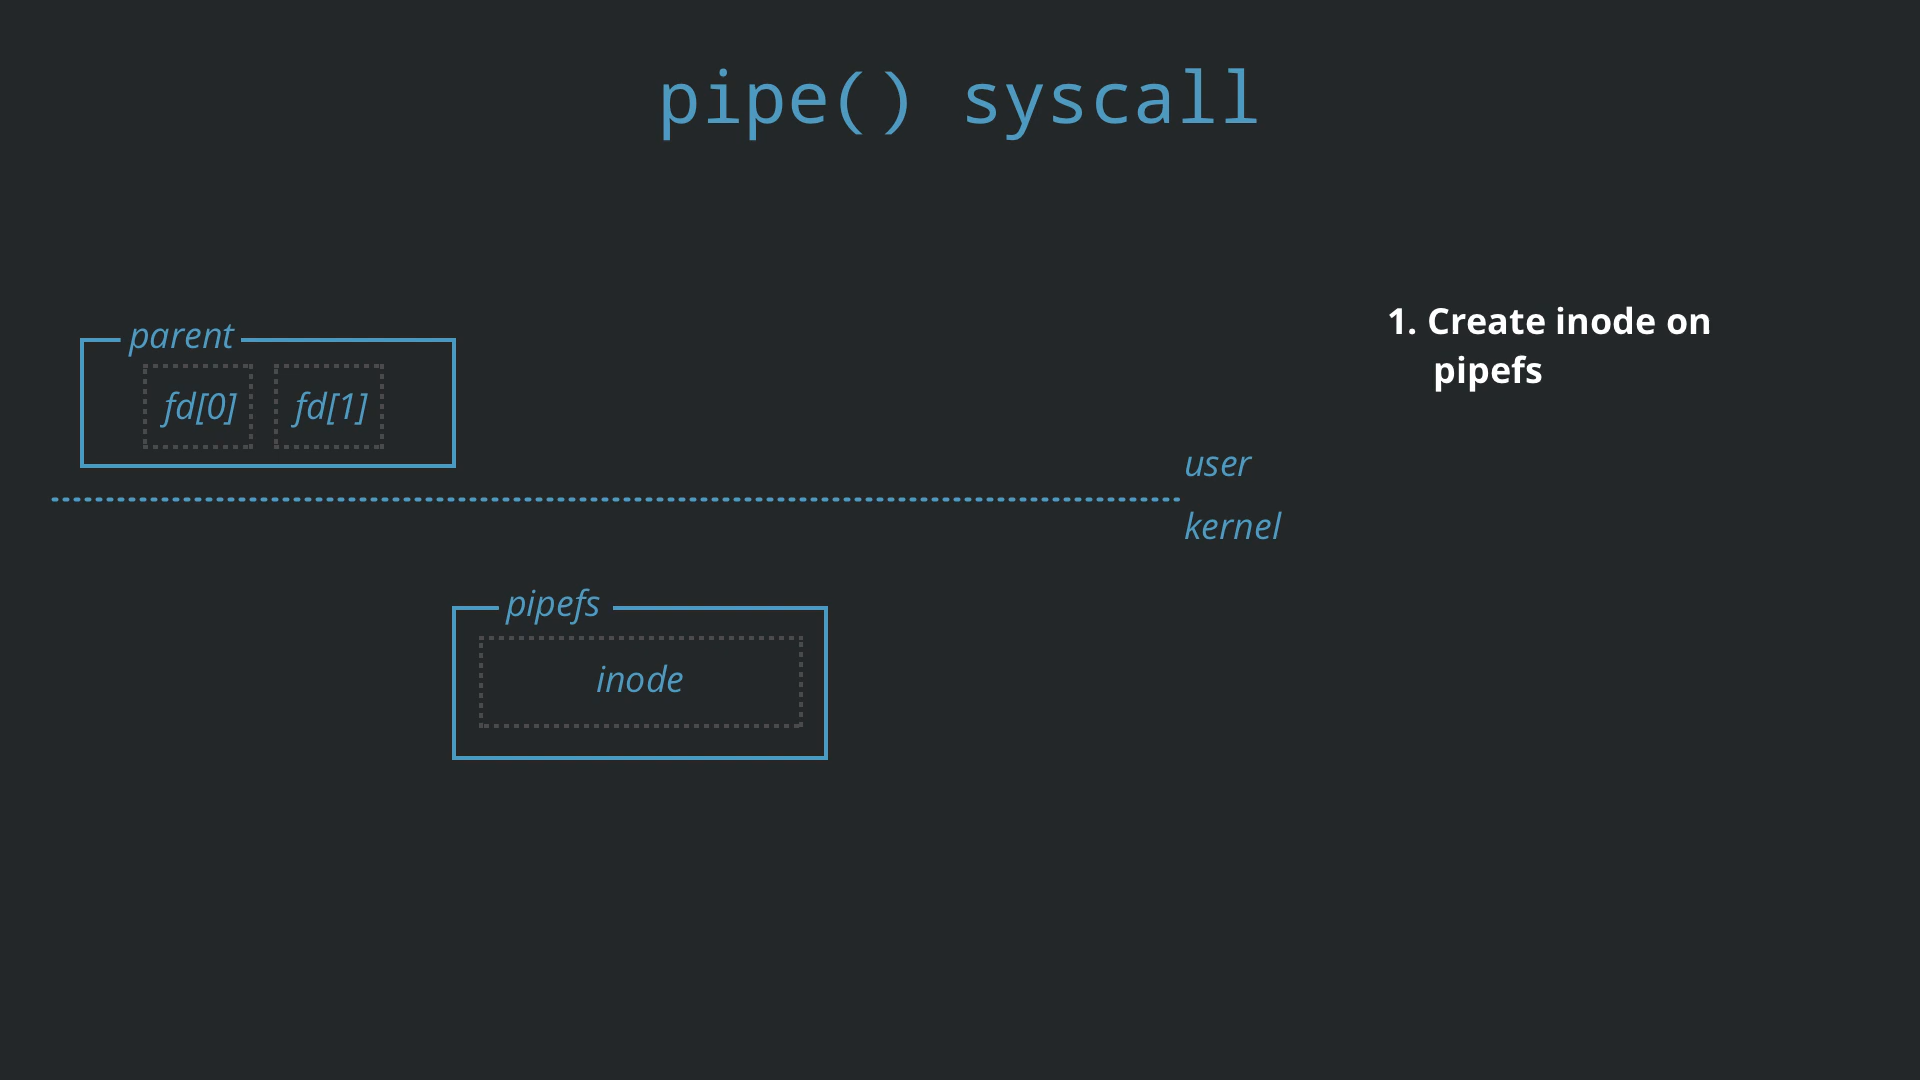 pipe() syscall
parent
fd[0] fd[1]
1. Create inode on
pipefs
user
kernel
pipefs
inode